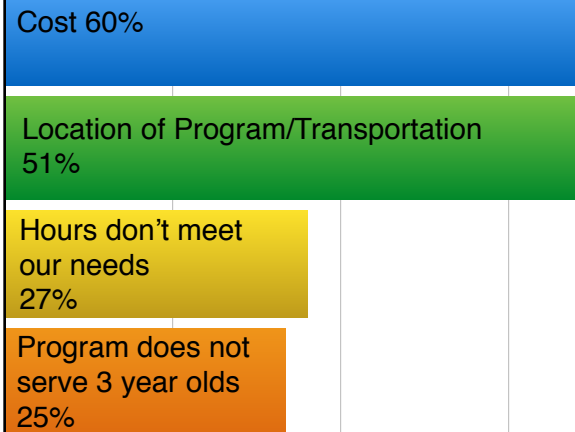 Cost 60%
Location of Program/Transportation
51%
Hours don’t meet
our needs
27%
Program does not
serve 3 year olds
25%